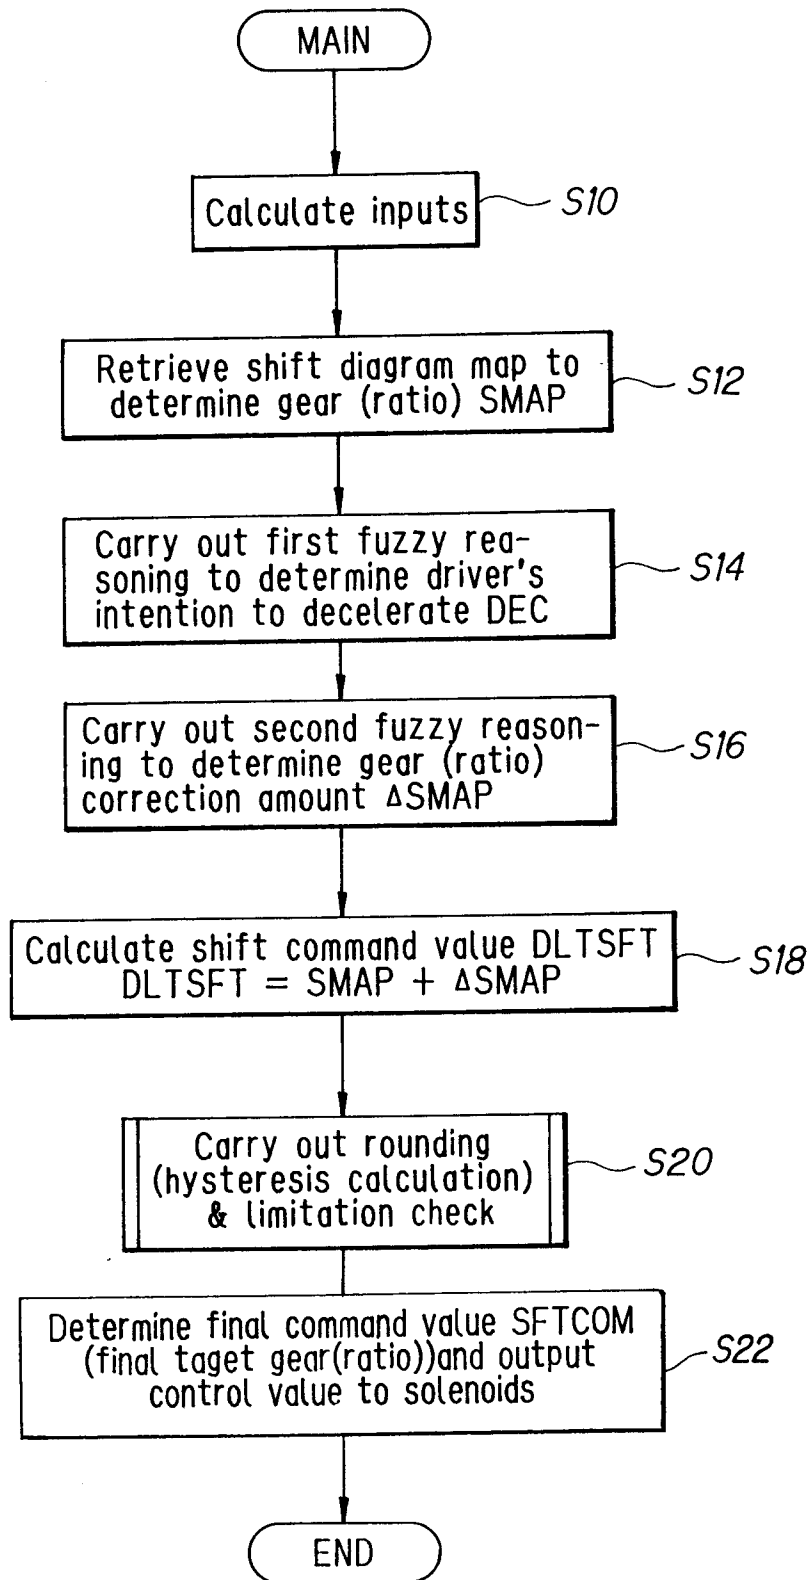 MAIN
Calculate inputs
S10
Retrieve shift diagram map to
determine gear (ratio) SMAP
S12
Carry out first fuzzy rea-
soning to determine driver's
intention to decelerate DEC
S14
Carry out second fuzzy reason-
ing to determine gear (ratio)
correction amount ΔSMAP
S16
Calculate shift command value DLTSFT
DLTSFT = SMAP + ΔSMAP
S18
Carry out rounding
(hysteresis calculation)
& limitation check
S20
Determine final command value SFTCOM
(final taget gear(ratio))and output
control value to solenoids
S22
END